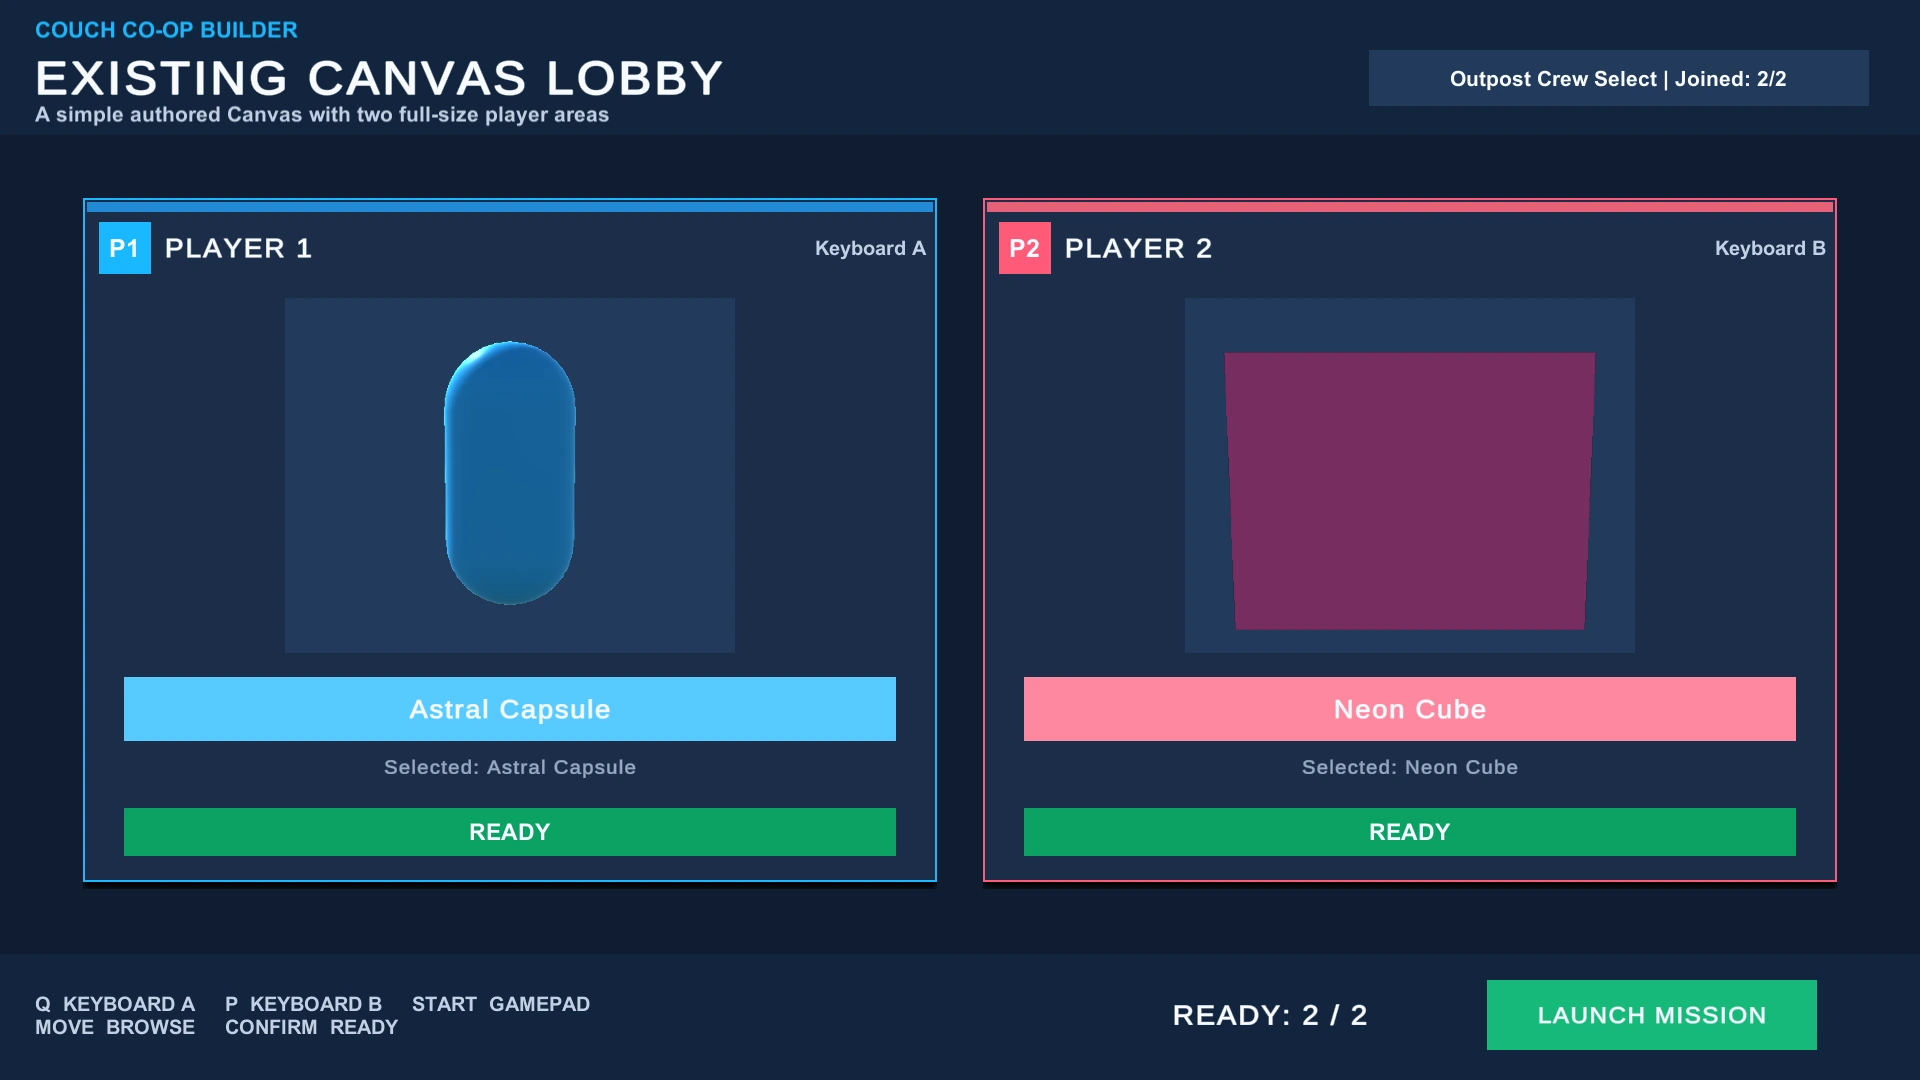 COUCH CO-OP BUILDER
EXISTING CANVAS LOBBY
A simple authored Canvas with two full-size player areas
Outpost Crew Select | Joined: 2/2
P1 PLAYER 1 Keyboard A
Astral Capsule
Selected: Astral Capsule
READY
P2 PLAYER 2 Keyboard B
Neon Cube
Selected: Neon Cube
READY
Q KEYBOARD A P KEYBOARD B START GAMEPAD
MOVE BROWSE CONFIRM READY
READY: 2 / 2
LAUNCH MISSION